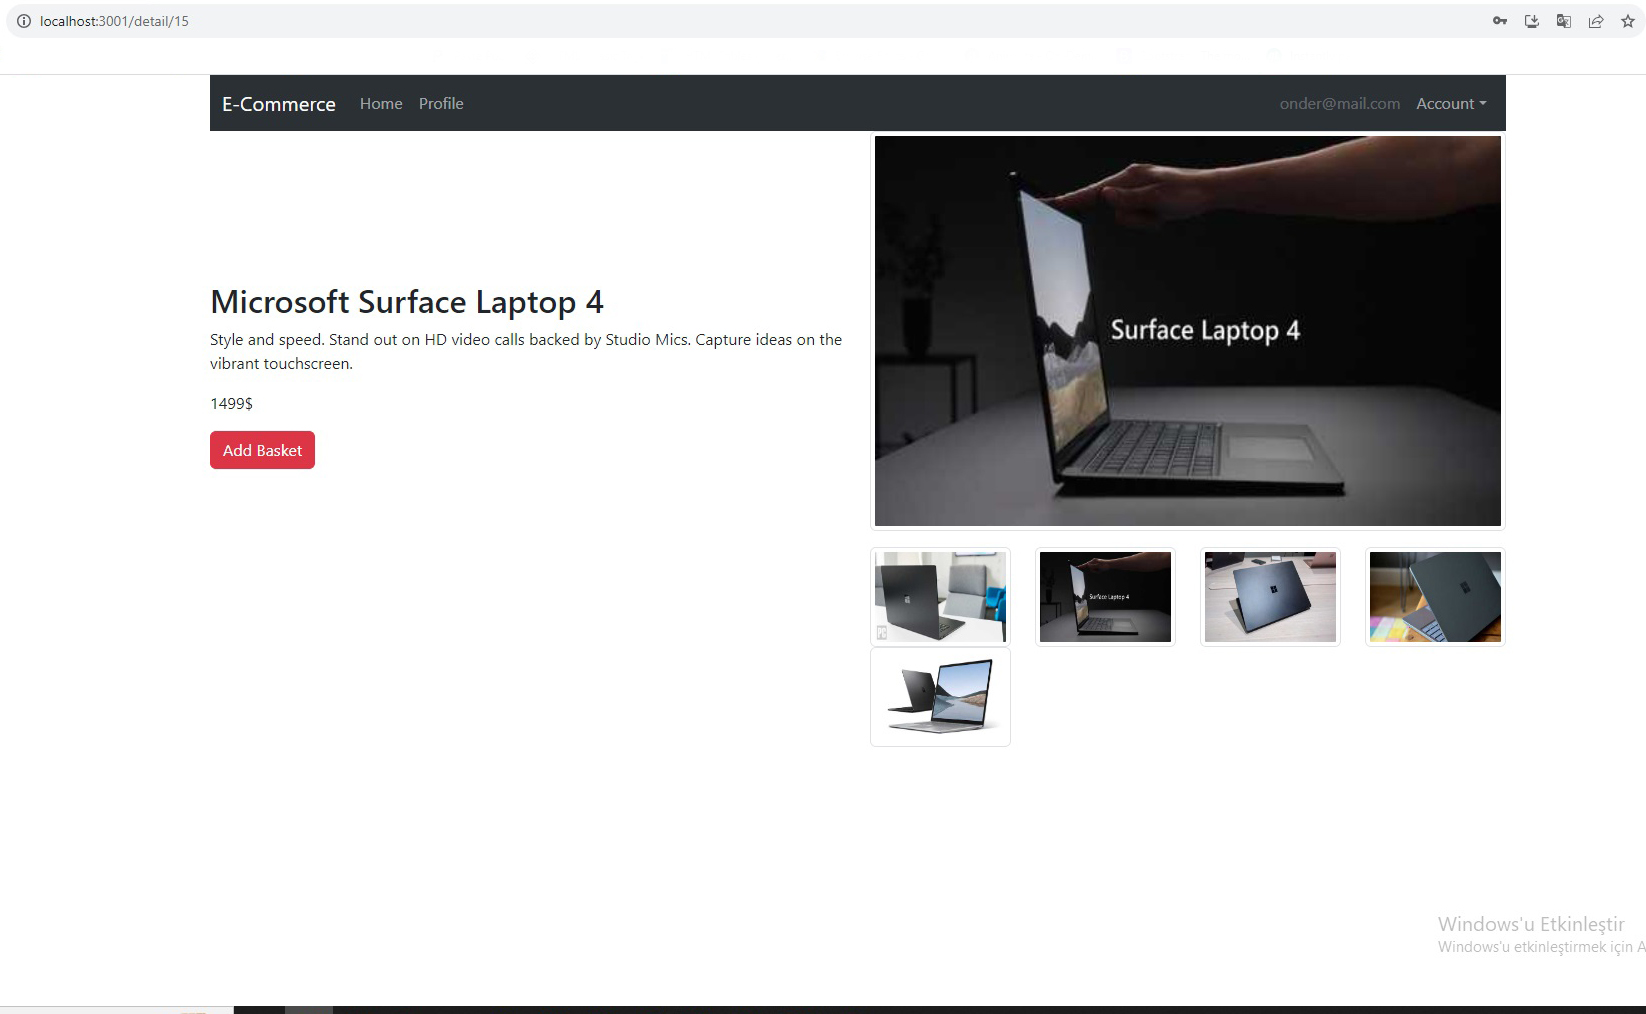 localhost:3001/detail/15
E-Commerce Home Profile onder@mail.com Account
Surface Laptop 4
Microsoft Surface Laptop 4
Style and speed. Stand out on HD video calls backed by Studio Mics. Capture ideas on the
vibrant touchscreen.
1499$
Add Basket
Surface Laptop 4
Windows'u Etkinleştir
Windows'u etkinleştirmek için A